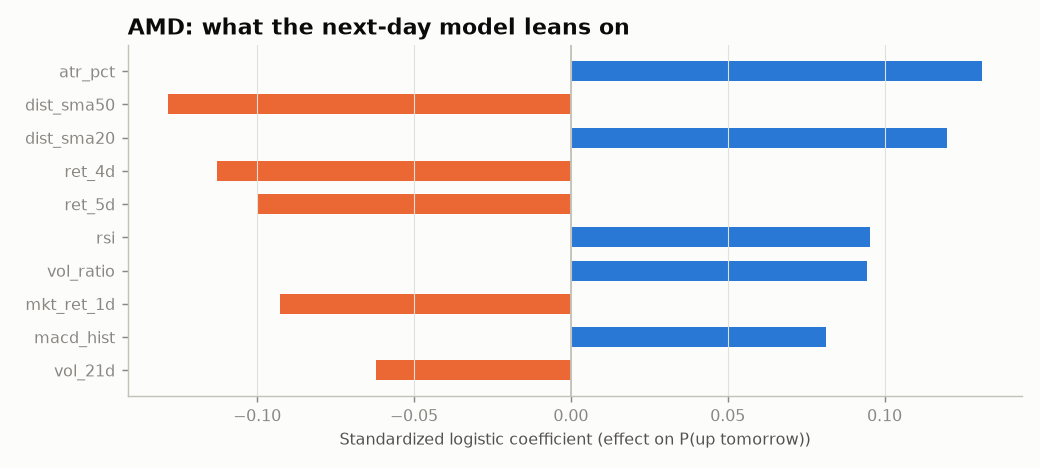 AMD: what the next-day model leans on
atr_pct
dist_sma50
dist_sma20
ret_4d
ret_5d
rsi
vol_ratio
mkt_ret_1d
macd_hist
vol_21d
−0.10 −0.05 0.00 0.05 0.10
Standardized logistic coefficient (effect on P(up tomorrow))